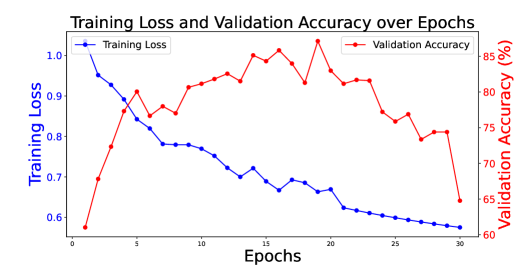 Training Loss and Validation Accuracy over Epochs
Training Loss
Validation Accuracy
1.0
0.9
0.8
0.7
0.6
Training Loss
85
80
75
70
65
60
Validation Accuracy (%)
0 5 10 15 20 25 30
Epochs